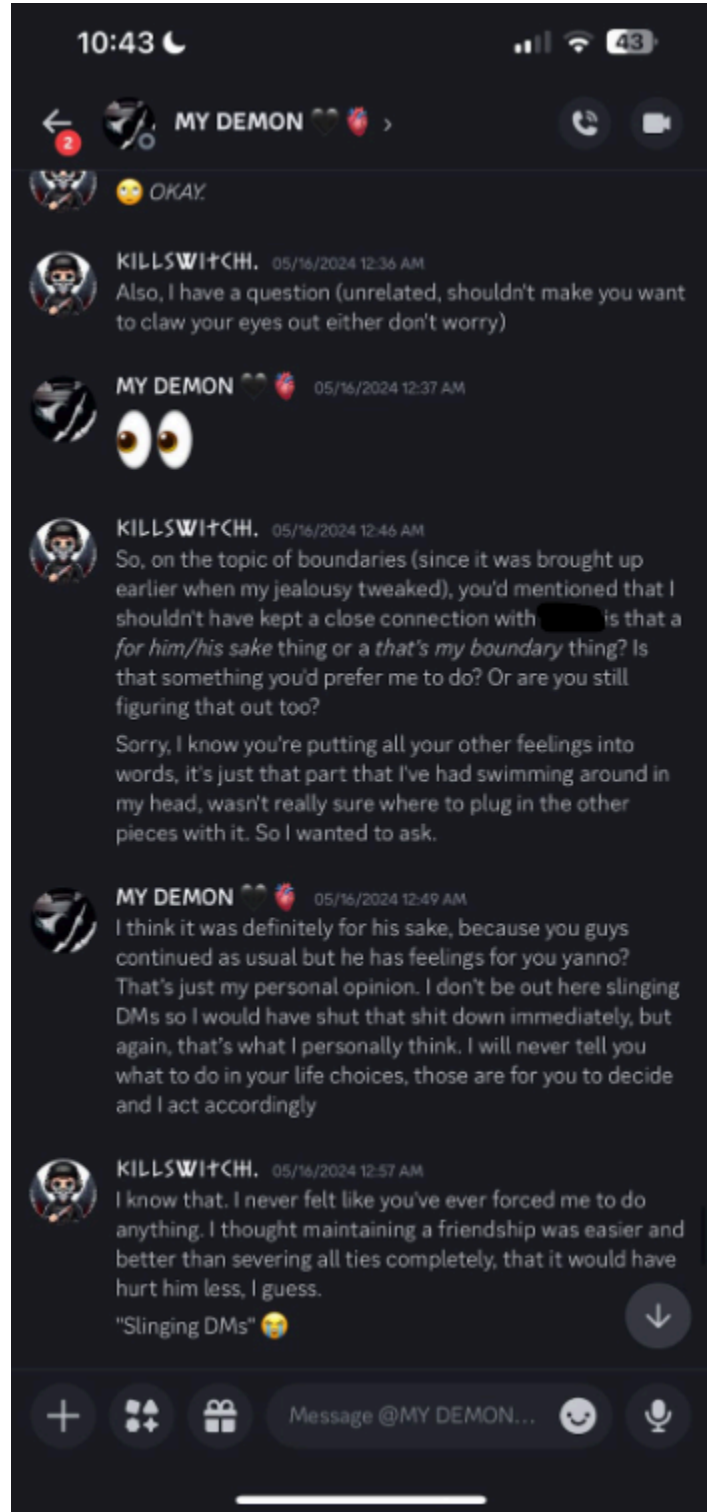 10:43
43
2
MY DEMON 🖤 🫀 ›
🙄 OKAY.
KILLSWITCH. 05/16/2024 12:36 AM
Also, I have a question (unrelated, shouldn't make you want
to claw your eyes out either don't worry)
MY DEMON 🖤 🫀 05/16/2024 12:37 AM
👀
KILLSWITCH. 05/16/2024 12:46 AM
So, on the topic of boundaries (since it was brought up
earlier when my jealousy tweaked), you'd mentioned that I
shouldn't have kept a close connection with is that a
for him/his sake thing or a that's my boundary thing? Is
that something you'd prefer me to do? Or are you still
figuring that out too?
Sorry, I know you're putting all your other feelings into
words, it's just that part that I've had swimming around in
my head, wasn't really sure where to plug in the other
pieces with it. So I wanted to ask.
MY DEMON 🖤 🫀 05/16/2024 12:49 AM
I think it was definitely for his sake, because you guys
continued as usual but he has feelings for you yanno?
That's just my personal opinion. I don't be out here slinging
DMs so I would have shut that shit down immediately, but
again, that's what I personally think. I will never tell you
what to do in your life choices, those are for you to decide
and I act accordingly
KILLSWITCH. 05/16/2024 12:57 AM
I know that. I never felt like you've ever forced me to do
anything. I thought maintaining a friendship was easier and
better than severing all ties completely, that it would have
hurt him less, I guess.
"Slinging DMs" 😭
Message @MY DEMON...